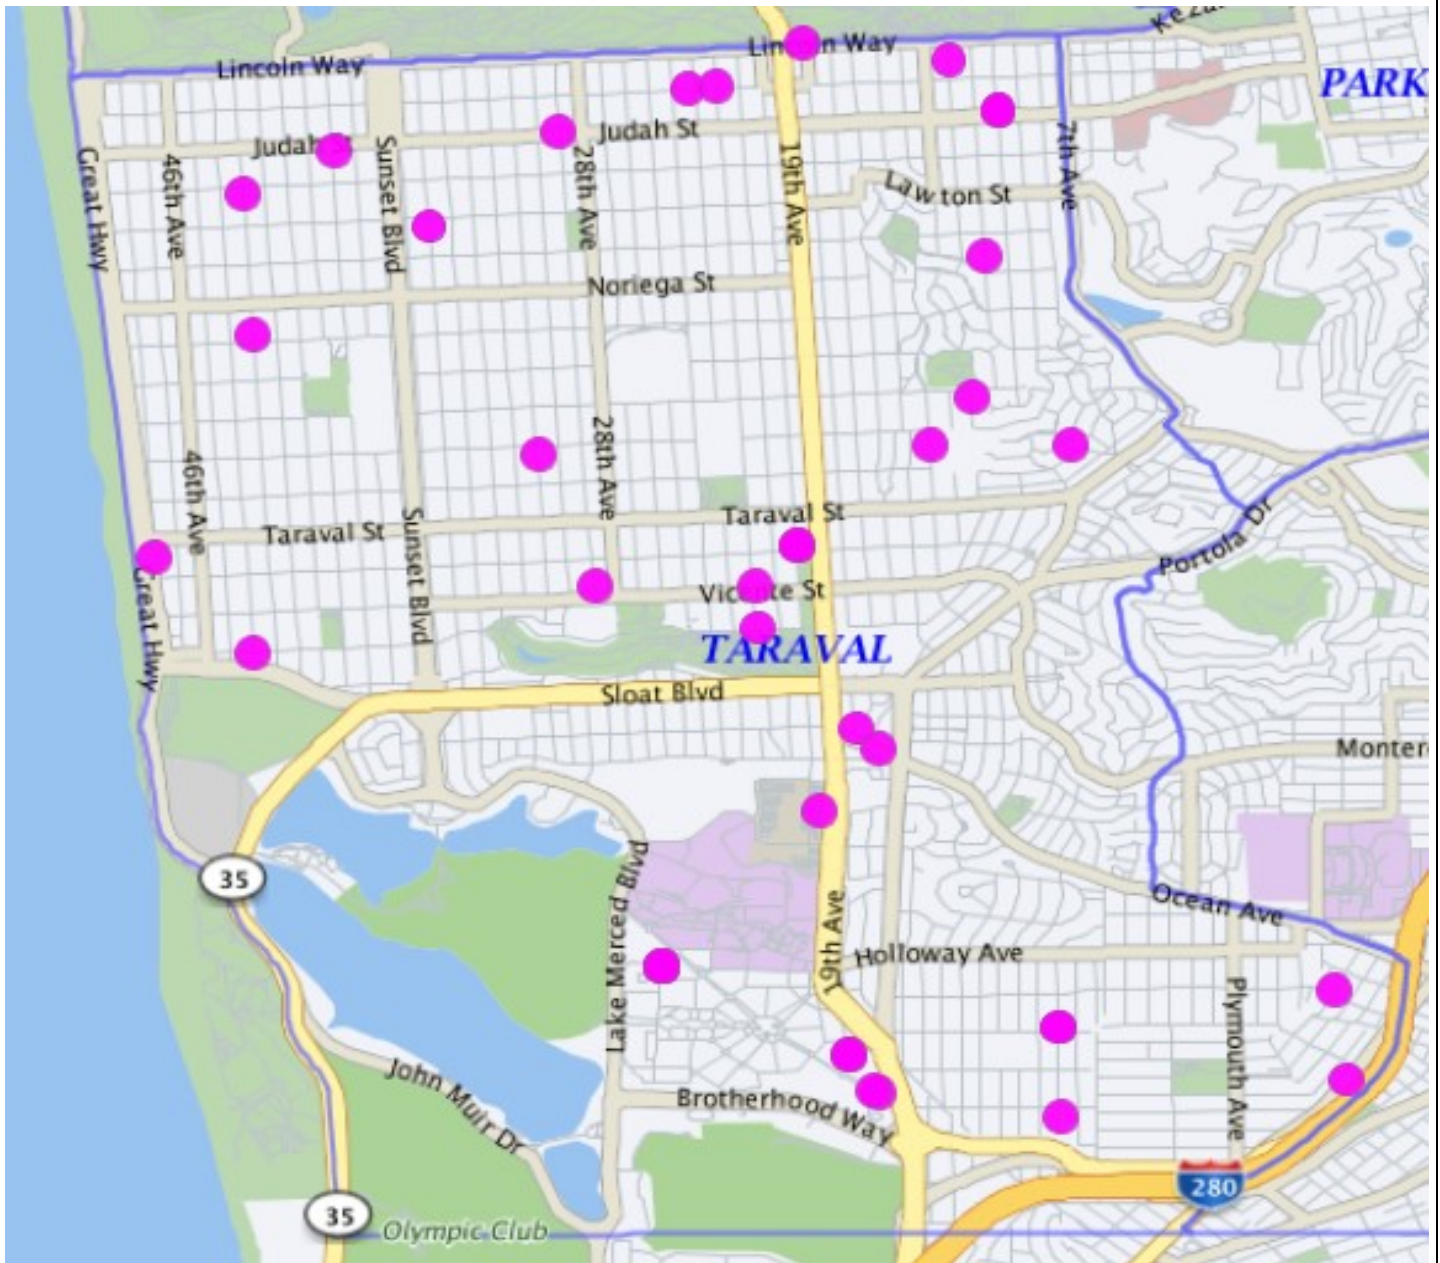 Kezar
Lincoln Way
Lincoln Way
PARK
Judah St
Judah St
Great Hwy
46th Ave
Sunset Blvd
28th Ave
19th Ave
7th Ave
Lawton St
Noriega St
46th Ave
28th Ave
Taraval St
Taraval St
Sunset Blvd
Portola Dr
Great Hwy
Vicente St
TARAVAL
Sloat Blvd
Monter
35
Lake Merced Blvd
19th Ave
Ocean Ave
Holloway Ave
Plymouth Ave
John Muir Dr
Brotherhood Way
280
35
Olympic Club